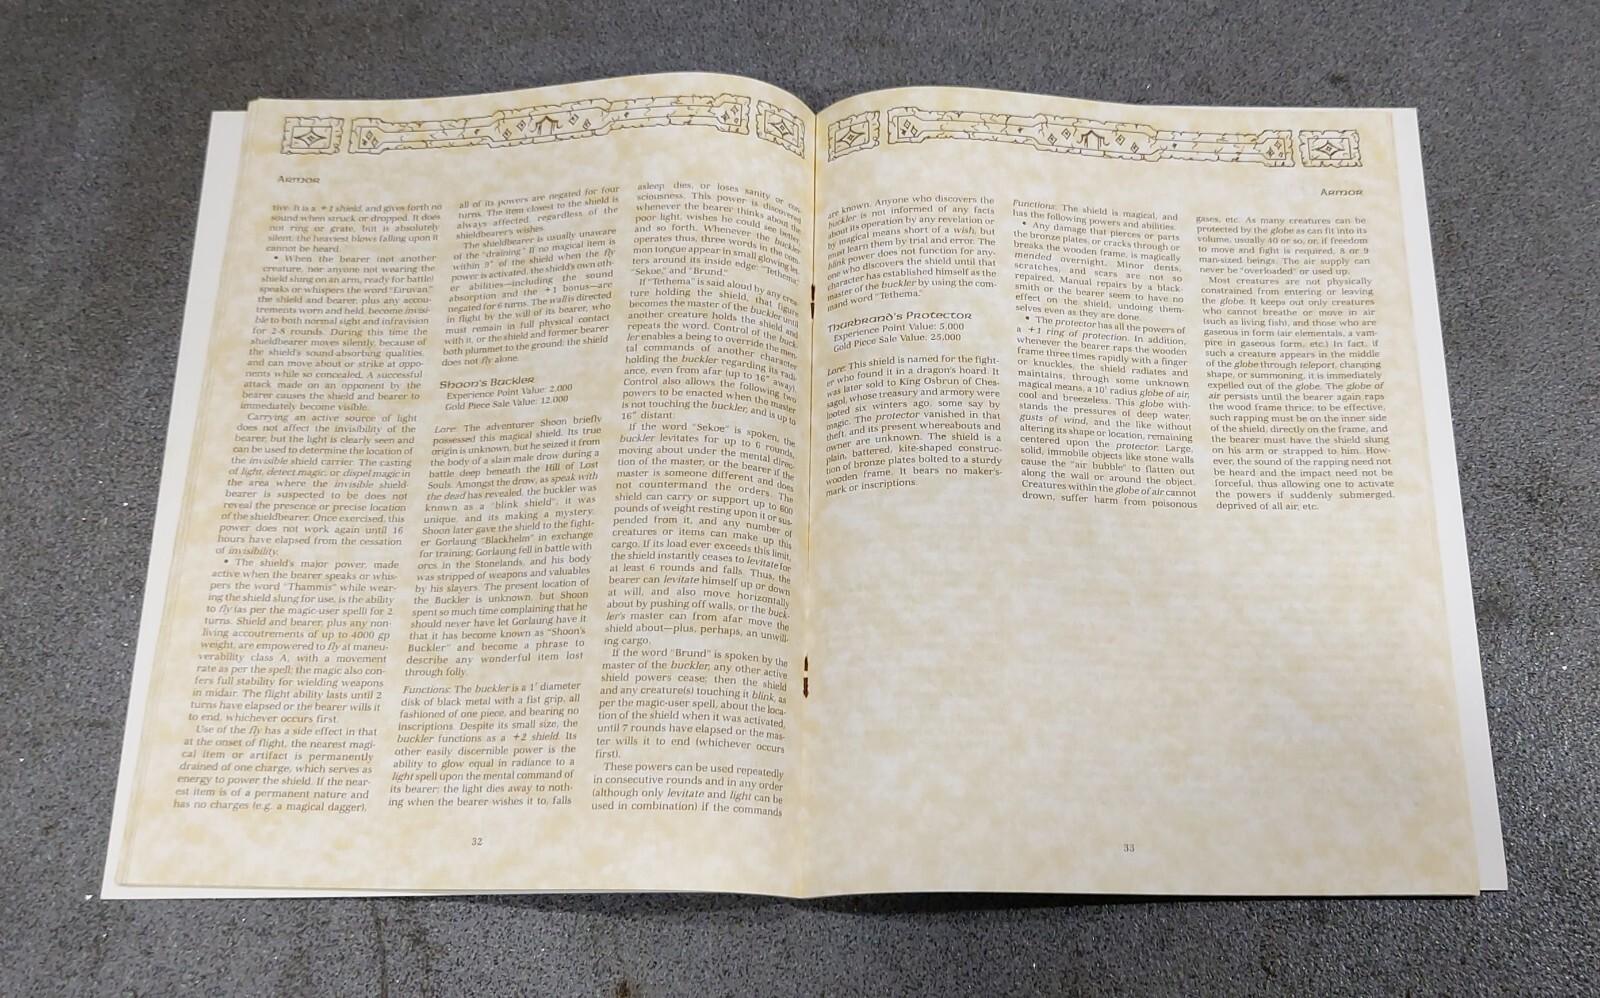 ARMOR
tive. It is a +1 shield, and gives forth no
sound when struck or dropped. It does
not ring or grate, but is absolutely
silent, the heaviest blows falling upon it
cannot be heard.
• When the bearer (not another
creature, nor anyone not wearing the
shield slung on an arm, ready for battle)
speaks or whispers the word "Eiruvan,"
the shield and bearer, plus any accou-
trements worn and held, become invisi-
ble to both normal sight and infravision
for 2-8 rounds. During this time the
shieldbearer moves silently, because of
the shield's sound-absorbing qualities,
and can move about or strike at oppo-
nents while so concealed. A successful
attack made on an opponent by the
bearer causes the shield and bearer to
immediately become visible.
Carrying an active source of light
does not affect the invisibility of the
bearer, but the light is clearly seen and
can be used to determine the location of
the invisible shield carrier. The casting
of light, detect magic, or dispel magic in
the area where the invisible shield-
bearer is suspected to be does not
reveal the presence or precise location
of the shieldbearer. Once exercised, this
power does not work again until 16
hours have elapsed from the cessation
of invisibility.
• The shield's major power, made
active when the bearer speaks or whis-
pers the word "Thammis" while wear-
ing the shield slung for use, is the ability
to fly (as per the magic-user spell) for 2
turns. Shield and bearer, plus any non-
living accoutrements of up to 4000 gp
weight, are empowered to fly at maneu-
verability class A, with a movement
rate as per the spell; the magic also con-
fers full stability for wielding weapons
in midair. The flight ability lasts until 2
turns have elapsed or the bearer wills it
to end, whichever occurs first.
Use of the fly has a side effect in that
at the onset of flight, the nearest magi-
cal item or artifact is permanently
drained of one charge, which serves as
energy to power the shield. If the near-
est item is of a permanent nature and
has no charges (e.g. a magical dagger),
all of its powers are negated for four
turns. The item closest to the shield is
always affected, regardless of the
shieldbearer's wishes.
The shieldbearer is usually unaware
of the "draining." If no magical item is
within 9" of the shield when the fly
power is activated, the shield's own oth-
er abilities—including the sound
absorption and the +1 bonus—are
negated for 6 turns. The wall is directed
in flight by the will of its bearer, who
must remain in full physical contact
with it, or the shield and former bearer
both plummet to the ground; the shield
does not fly alone.
Shoon's Buckler
Experience Point Value: 2,000
Gold Piece Sale Value: 12,000
Lore: The adventurer Shoon briefly
possessed this magical shield. Its true
origin is unknown, but he seized it from
the body of a slain male drow during a
battle deep beneath the Hill of Lost
Souls. Amongst the drow, as speak with
the dead has revealed, the buckler was
known as a "blink shield"; it was
unique, and its making a mystery.
Shoon later gave the shield to the fight-
er Gorlaung "Blackhelm" in exchange
for training; Gorlaung fell in battle with
orcs in the Stonelands, and his body
was stripped of weapons and valuables
by his slayers. The present location of
the Buckler is unknown, but Shoon
spent so much time complaining that he
should never have let Gorlaung have it
that it has become known as "Shoon's
Buckler" and become a phrase to
describe any wonderful item lost
through folly.
Functions: The buckler is a 1' diameter
disk of black metal with a fist grip, all
fashioned of one piece, and bearing no
inscriptions. Despite its small size, the
buckler functions as a +2 shield. Its
other easily discernible power is the
ability to glow equal in radiance to a
light spell upon the mental command of
its bearer; the light dies away to noth-
ing when the bearer wishes it to, falls
asleep, dies, or loses sanity or con-
sciousness. This power is discovered
whenever the bearer thinks about the
poor light, wishes he could see better,
and so forth. Whenever the buckler
operates thus, three words in the com-
mon tongue appear in small glowing let-
ters around its inside edge: "Tethema,"
"Sekoe," and "Brund."
If "Tethema" is said aloud by any crea-
ture holding the shield, that figure
becomes the master of the buckler until
another creature holds the shield and
repeats the word. Control of the buck-
ler enables a being to override the men-
tal commands of another character
holding the buckler regarding its radi-
ance, even from afar (up to 16" away).
Control also allows the following two
powers to be enacted when the master
is not touching the buckler, and is up to
16" distant:
If the word "Sekoe" is spoken, the
buckler levitates for up to 6 rounds,
moving about under the mental direc-
tion of the master, or the bearer if the
master is someone different and does
not countermand the orders. The
shield can carry or support up to 600
pounds of weight resting upon it or sus-
pended from it, and any number of
creatures or items can make up this
cargo. If its load ever exceeds this limit,
the shield instantly ceases to levitate for
at least 6 rounds and falls. Thus, the
bearer can levitate himself up or down
at will, and also move horizontally
about by pushing off walls, or the buck-
ler's master can from afar move the
shield about—plus, perhaps, an unwill-
ing cargo.
If the word "Brund" is spoken by the
master of the buckler, any other active
shield powers cease; then the shield
and any creature(s) touching it blink, as
per the magic-user spell, about the loca-
tion of the shield when it was activated,
until 7 rounds have elapsed or the mas-
ter wills it to end (whichever occurs
first).
These powers can be used repeatedly
in consecutive rounds and in any order
(although only levitate and light can be
used in combination) if the commands
32
ARMOR
are known. Anyone who discovers the
buckler is not informed of any facts
about its operation by any revelation or
by magical means short of a wish, but
must learn them by trial and error. The
blink power does not function for any-
one who discovers the shield until that
character has established himself as the
master of the buckler by using the com-
mand word "Tethema."
Tharbrand's Protector
Experience Point Value: 5,000
Gold Piece Sale Value: 25,000
Lore: This shield is named for the fight-
er who found it in a dragon's hoard. It
was later sold to King Osbrun of Ches-
sagol, whose treasury and armory were
looted six winters ago, some say by
magic. The protector vanished in that
theft, and its present whereabouts and
owner are unknown. The shield is a
plain, battered, kite-shaped construc-
tion of bronze plates bolted to a sturdy
wooden frame. It bears no maker's-
mark or inscriptions.
Functions: The shield is magical, and
has the following powers and abilities.
• Any damage that pierces or parts
the bronze plates, or cracks through or
breaks the wooden frame, is magically
mended overnight. Minor dents,
scratches, and scars are not so
repaired. Manual repairs by a black-
smith or the bearer seem to have no
effect on the shield, undoing them-
selves even as they are done.
• The protector has all the powers of
a +1 ring of protection. In addition,
whenever the bearer raps the wooden
frame three times rapidly with a finger
or knuckles, the shield radiates and
maintains, through some unknown
magical means, a 10' radius globe of air,
cool and breezeless. This globe with-
stands the pressures of deep water,
gusts of wind, and the like without
altering its shape or location, remaining
centered upon the protector. Large,
solid, immobile objects like stone walls
cause the "air bubble" to flatten out
along the wall or around the object.
Creatures within the globe of air cannot
drown, suffer harm from poisonous
gases, etc. As many creatures can be
protected by the globe as can fit into its
volume, usually 40 or so, or, if freedom
to move and fight is required, 8 or 9
man-sized beings. The air supply can
never be "overloaded" or used up.
Most creatures are not physically
constrained from entering or leaving
the globe. It keeps out only creatures
who cannot breathe or move in air
(such as living fish), and those who are
gaseous in form (air elementals, a vam-
pire in gaseous form, etc.) In fact, if
such a creature appears in the middle
of the globe through teleport, changing
shape, or summoning, it is immediately
expelled out of the globe. The globe of
air persists until the bearer again raps
the wood frame thrice; to be effective,
such rapping must be on the inner side
of the shield, directly on the frame, and
the bearer must have the shield slung
on his arm or strapped to him. How-
ever, the sound of the rapping need not
be heard and the impact need not be
forceful, thus allowing one to activate
the powers if suddenly submerged,
deprived of all air, etc.
33